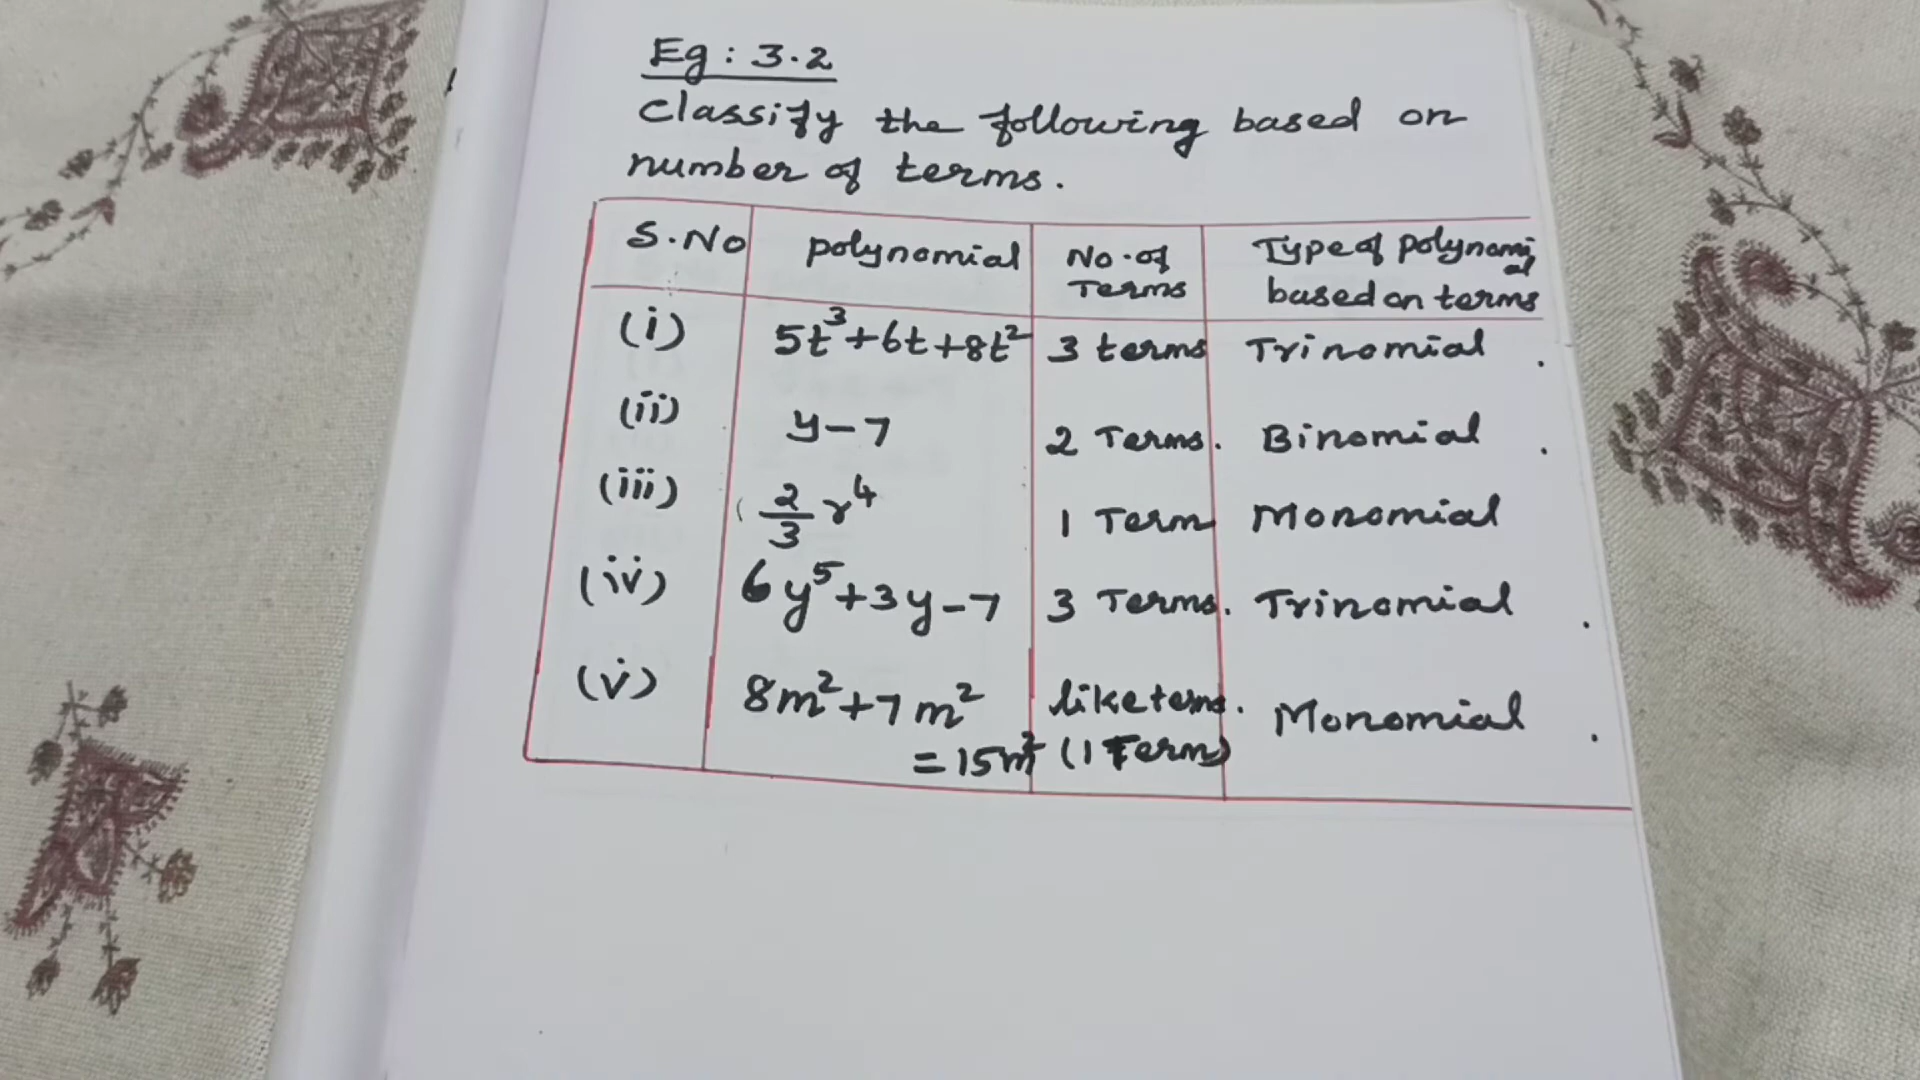 Eg : 3.2
Classify the following based on
number of terms.
S.No polynomial No. of Terms Type of polynomial based on terms
(i) 5t³+6t+8t² 3 terms Trinomial .
(ii) y-7 2 Terms. Binomial .
(iii) 2/3 r⁴ 1 Term Monomial
(iv) 6y⁵+3y-7 3 Terms. Trinomial .
(v) 8m²+7m² like terms. Monomial .
=15m² (1 Term)